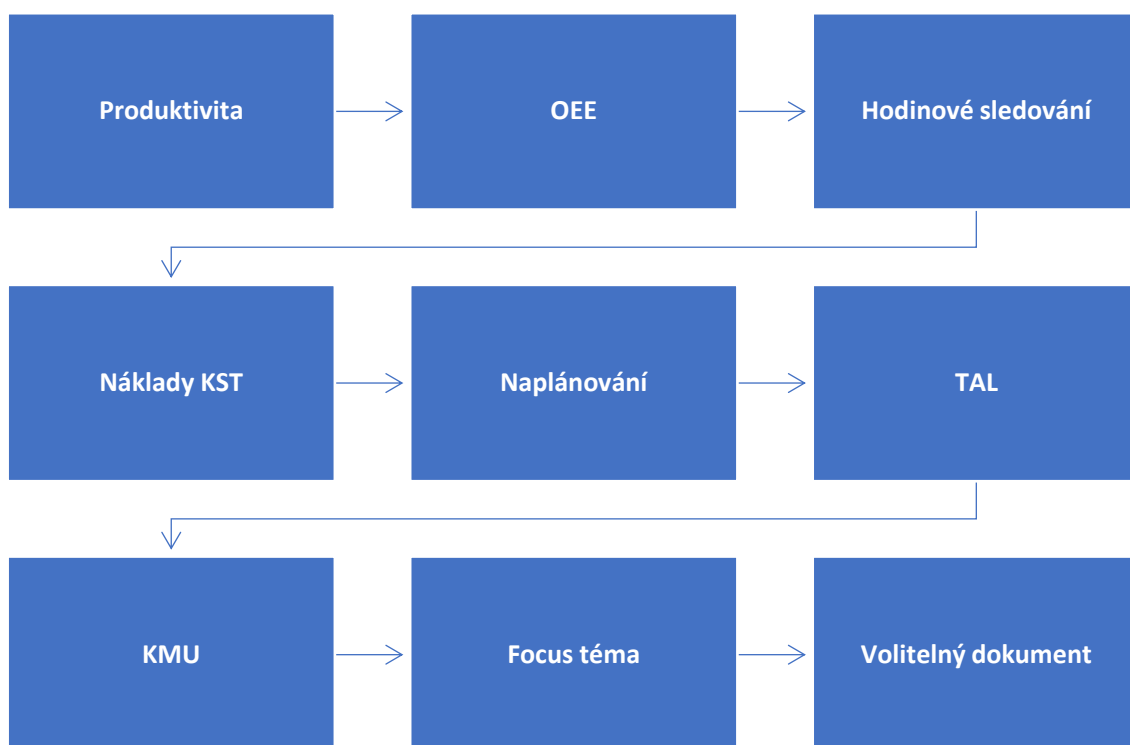 Produktivita
OEE
Hodinové sledování
Náklady KST
Naplánování
TAL
KMU
Focus téma
Volitelný dokument